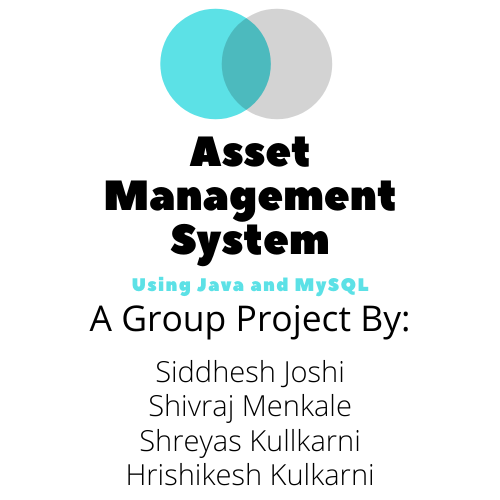 Asset
Management
System
Using Java and MySQL
A Group Project By:
Siddhesh Joshi
Shivraj Menkale
Shreyas Kullkarni
Hrishikesh Kulkarni